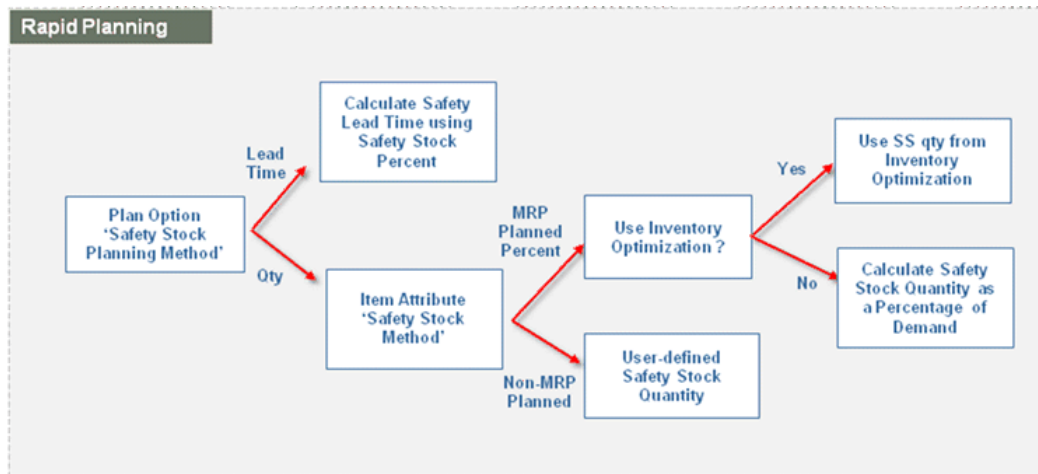 Rapid Planning
Calculate Safety
Lead Time using
Safety Stock
Percent
Lead
Time
Plan Option
‘Safety Stock
Planning Method’
Qty
Item Attribute
‘Safety Stock
Method’
MRP
Planned
Percent
Non-MRP
Planned
Use Inventory
Optimization ?
User-defined
Safety Stock
Quantity
Yes
No
Use SS qty from
Inventory
Optimization
Calculate Safety
Stock Quantity as
a Percentage of
Demand